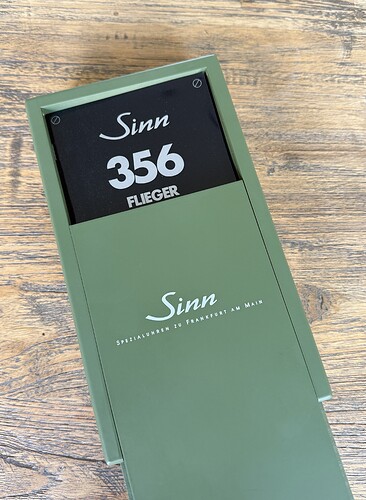 Sinn
356
FLIEGER
Sinn
Spezialuhren zu Frankfurt am Main